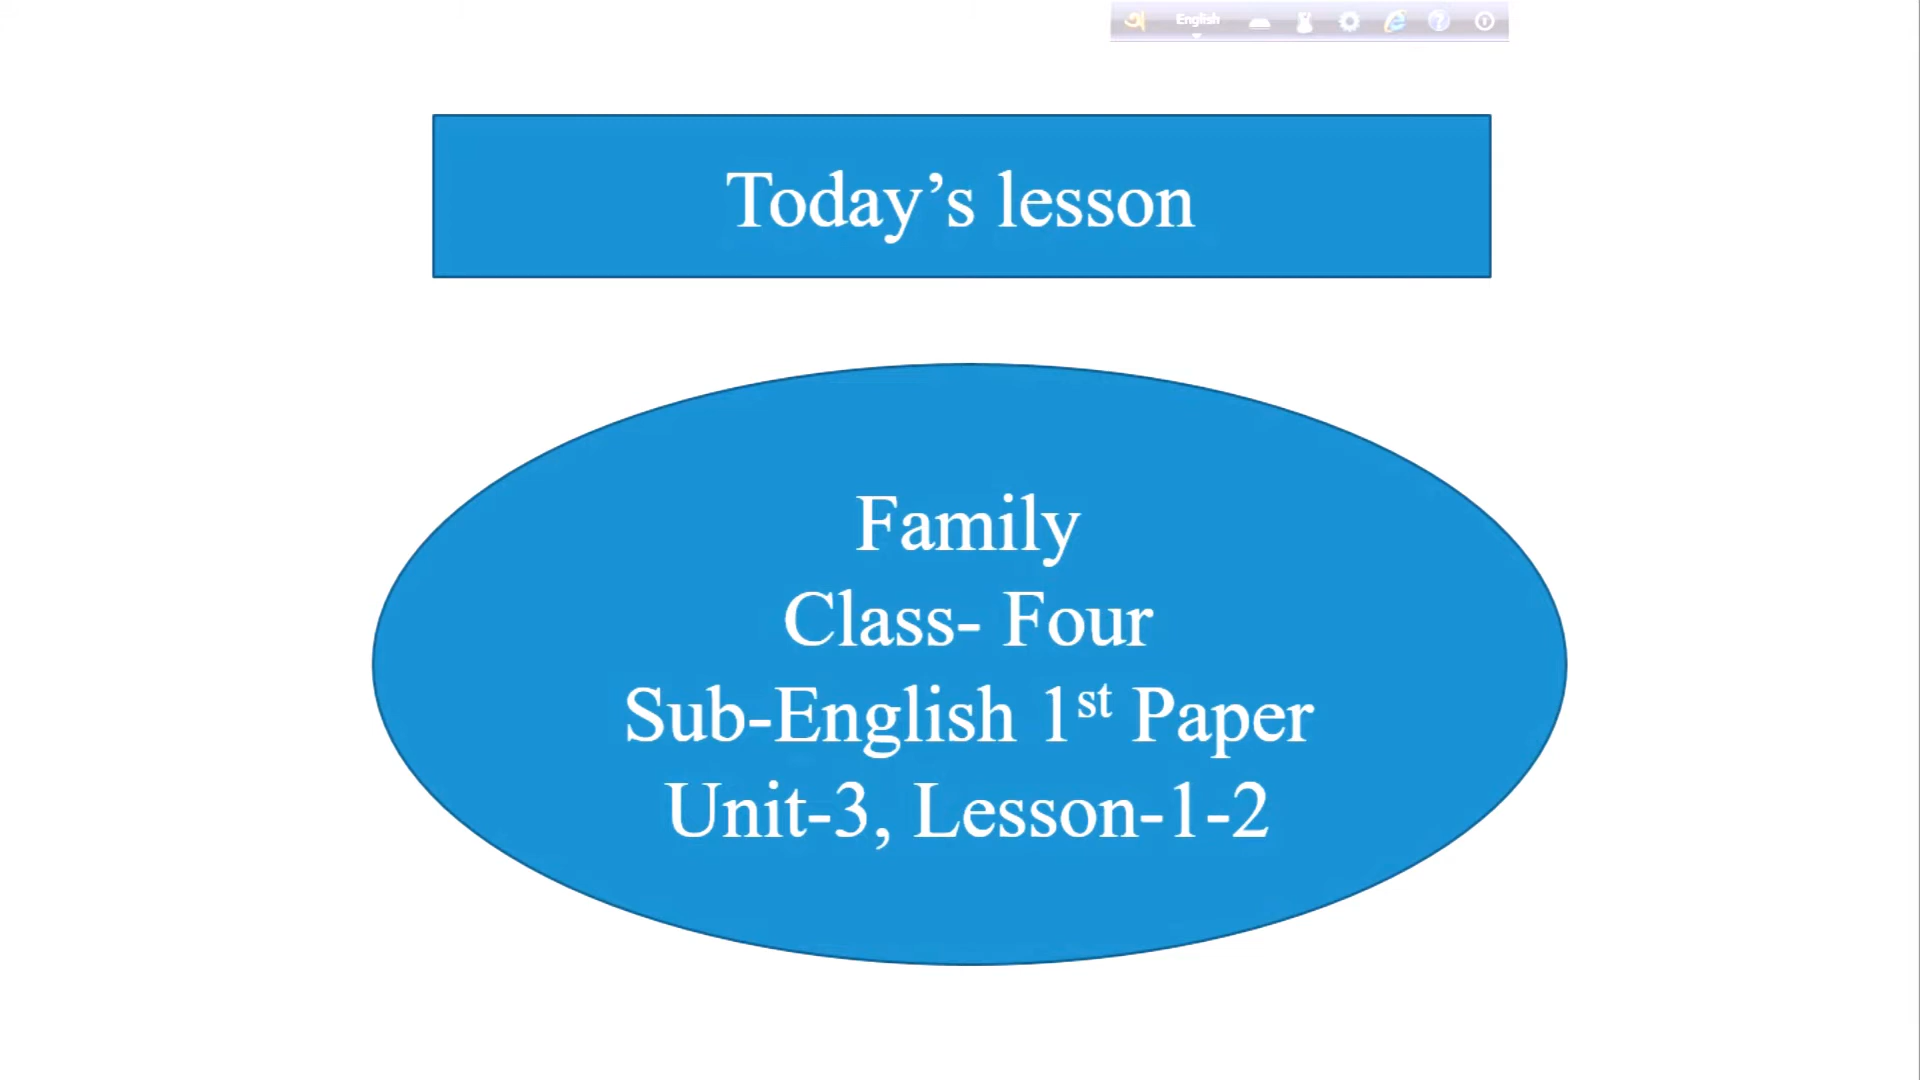 English
Today’s lesson
Family
Class- Four
Sub-English 1st Paper
Unit-3, Lesson-1-2